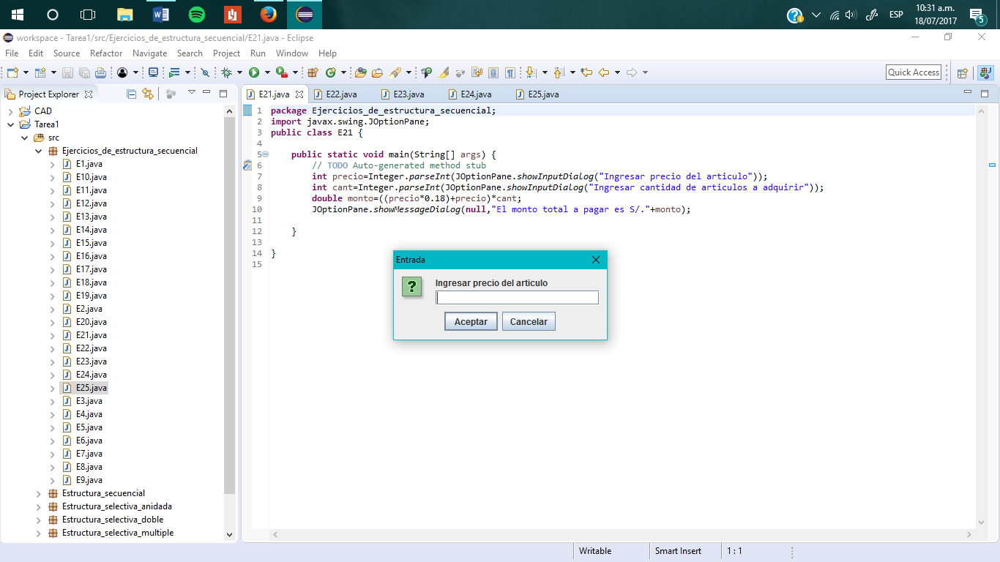 ESP
10:31 a.m.
18/07/2017
5
workspace - Tarea1/src/Ejercicios_de_estructura_secuencial/E21.java - Eclipse
File Edit Source Refactor Navigate Search Project Run Window Help
Quick Access
Project Explorer
CAD
Tarea1
src
Ejercicios_de_estructura_secuencial
E1.java
E10.java
E11.java
E12.java
E13.java
E14.java
E15.java
E16.java
E17.java
E18.java
E19.java
E2.java
E20.java
E21.java
E22.java
E23.java
E24.java
E25.java
E3.java
E4.java
E5.java
E6.java
E7.java
E8.java
E9.java
Estructura_secuencial
Estructura_selectiva_anidada
Estructura_selectiva_doble
Estructura_selectiva_multiple
E21.java E22.java E23.java E24.java E25.java
1 package Ejercicios_de_estructura_secuencial;
2 import javax.swing.JOptionPane;
3 public class E21 {
4
5 public static void main(String[] args) {
6 // TODO Auto-generated method stub
7 int precio=Integer.parseInt(JOptionPane.showInputDialog("Ingresar precio del articulo"));
8 int cant=Integer.parseInt(JOptionPane.showInputDialog("Ingresar cantidad de articulos a adquirir"));
9 double monto=((precio*0.18)+precio)*cant;
10 JOptionPane.showMessageDialog(null,"El monto total a pagar es S/."+monto);
11
12 }
13
14 }
15
Entrada
?
Ingresar precio del articulo
Aceptar Cancelar
Writable Smart Insert 1 : 1